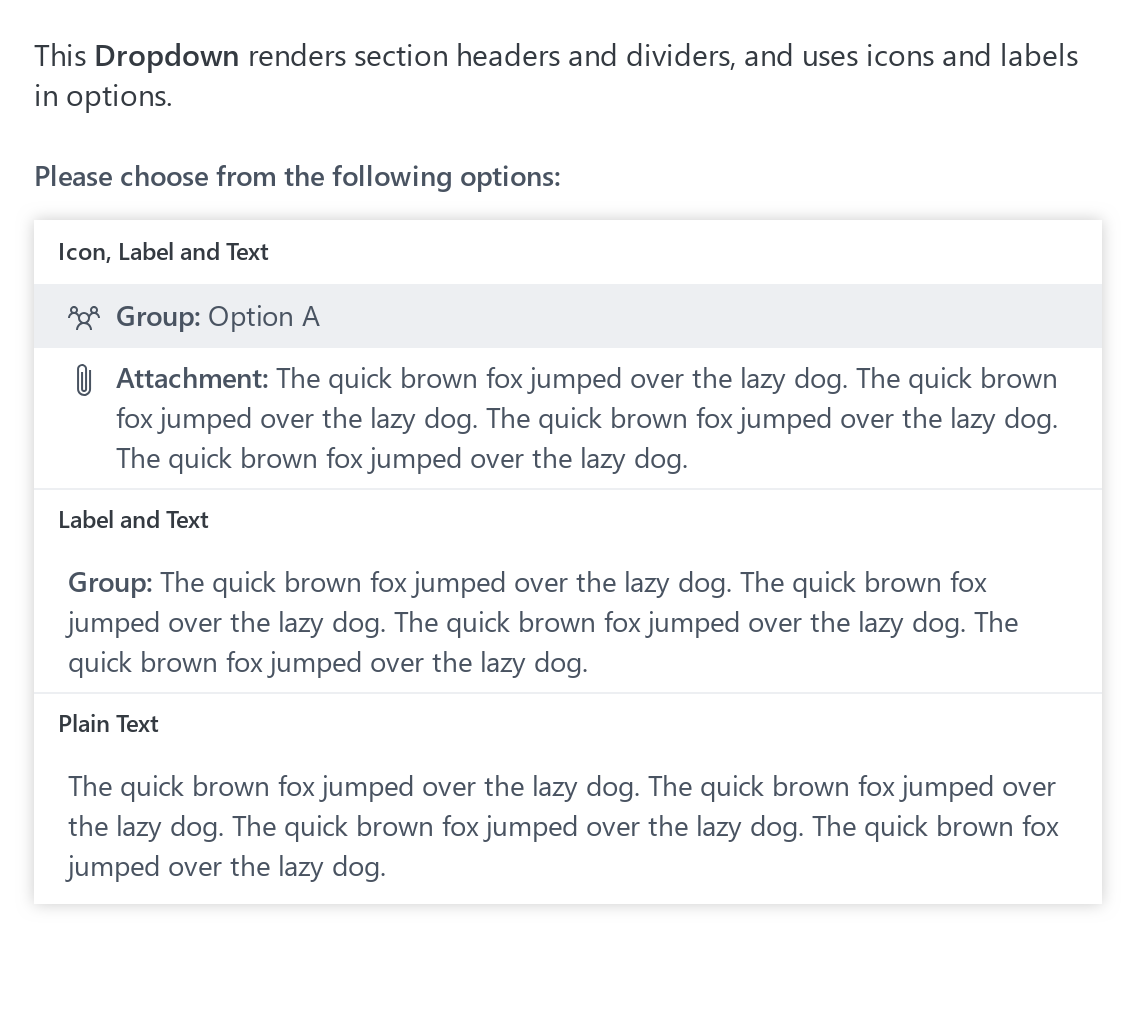 This Dropdown renders section headers and dividers, and uses icons and labels
in options.
Please choose from the following options:
Icon, Label and Text
Group: Option A
Attachment: The quick brown fox jumped over the lazy dog. The quick brown
fox jumped over the lazy dog. The quick brown fox jumped over the lazy dog.
The quick brown fox jumped over the lazy dog.
Label and Text
Group: The quick brown fox jumped over the lazy dog. The quick brown fox
jumped over the lazy dog. The quick brown fox jumped over the lazy dog. The
quick brown fox jumped over the lazy dog.
Plain Text
The quick brown fox jumped over the lazy dog. The quick brown fox jumped over
the lazy dog. The quick brown fox jumped over the lazy dog. The quick brown fox
jumped over the lazy dog.